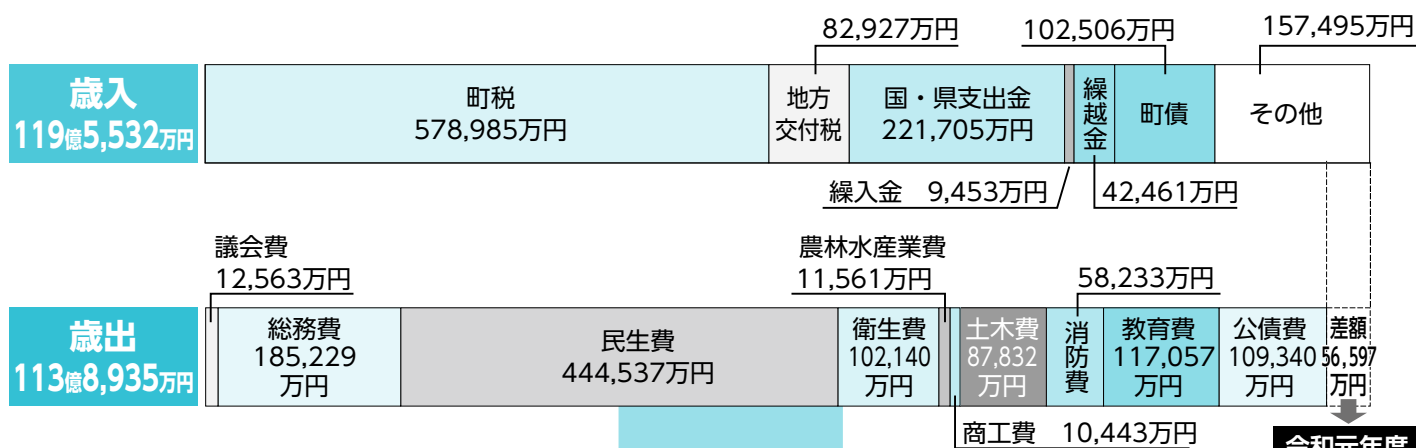 82,927万円
102,506万円
157,495万円
歳入
119億5,532万円
町税
578,985万円
地方
交付税
国・県支出金
221,705万円
繰越金
町債
その他
繰入金 9,453万円
42,461万円
議会費
12,563万円
農林水産業費
11,561万円
58,233万円
歳出
113億8,935万円
総務費
185,229
万円
民生費
444,537万円
衛生費
102,140
万円
土木費
87,832
万円
消防費
教育費
117,057
万円
公債費
109,340
万円
差額
56,597
万円
商工費 10,443万円
令和元年度